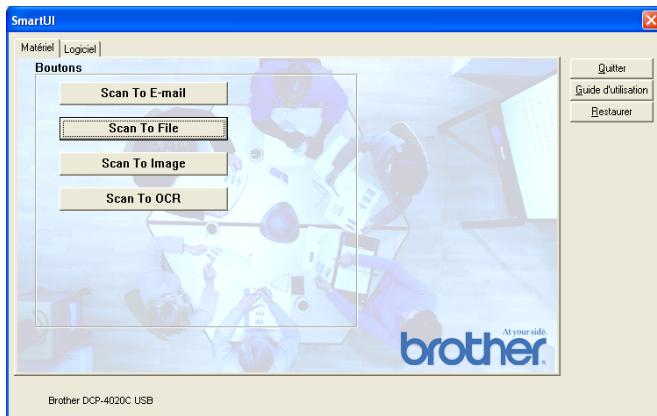 SmartUI
Matériel
Logiciel
Boutons
Scan To E-mail
Scan To File
Scan To Image
Scan To OCR
Quitter
Guide d'utilisation
Restaurer
At your side.
brother
Brother DCP-4020C USB